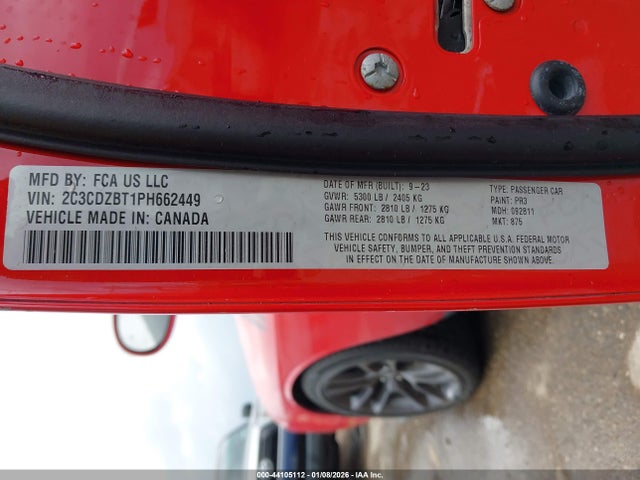 MFD BY: FCA US LLC
VIN: 2C3CDZBT1PH662449
VEHICLE MADE IN: CANADA
DATE OF MFR (BUILT): 9-23
GVWR: 5300 LB / 2405 KG
GAWR FRONT: 2810 LB / 1275 KG
GAWR REAR: 2810 LB / 1275 KG
TYPE: PASSENGER CAR
PAINT: PR3
MDH: 092811
MKT: 875
THIS VEHICLE CONFORMS TO ALL APPLICABLE U.S.A. FEDERAL MOTOR
VEHICLE SAFETY, BUMPER, AND THEFT PREVENTION STANDARDS
IN EFFECT ON THE DATE OF MANUFACTURE SHOWN ABOVE.
000-44105112 - 01/08/2026 - IAA Inc.